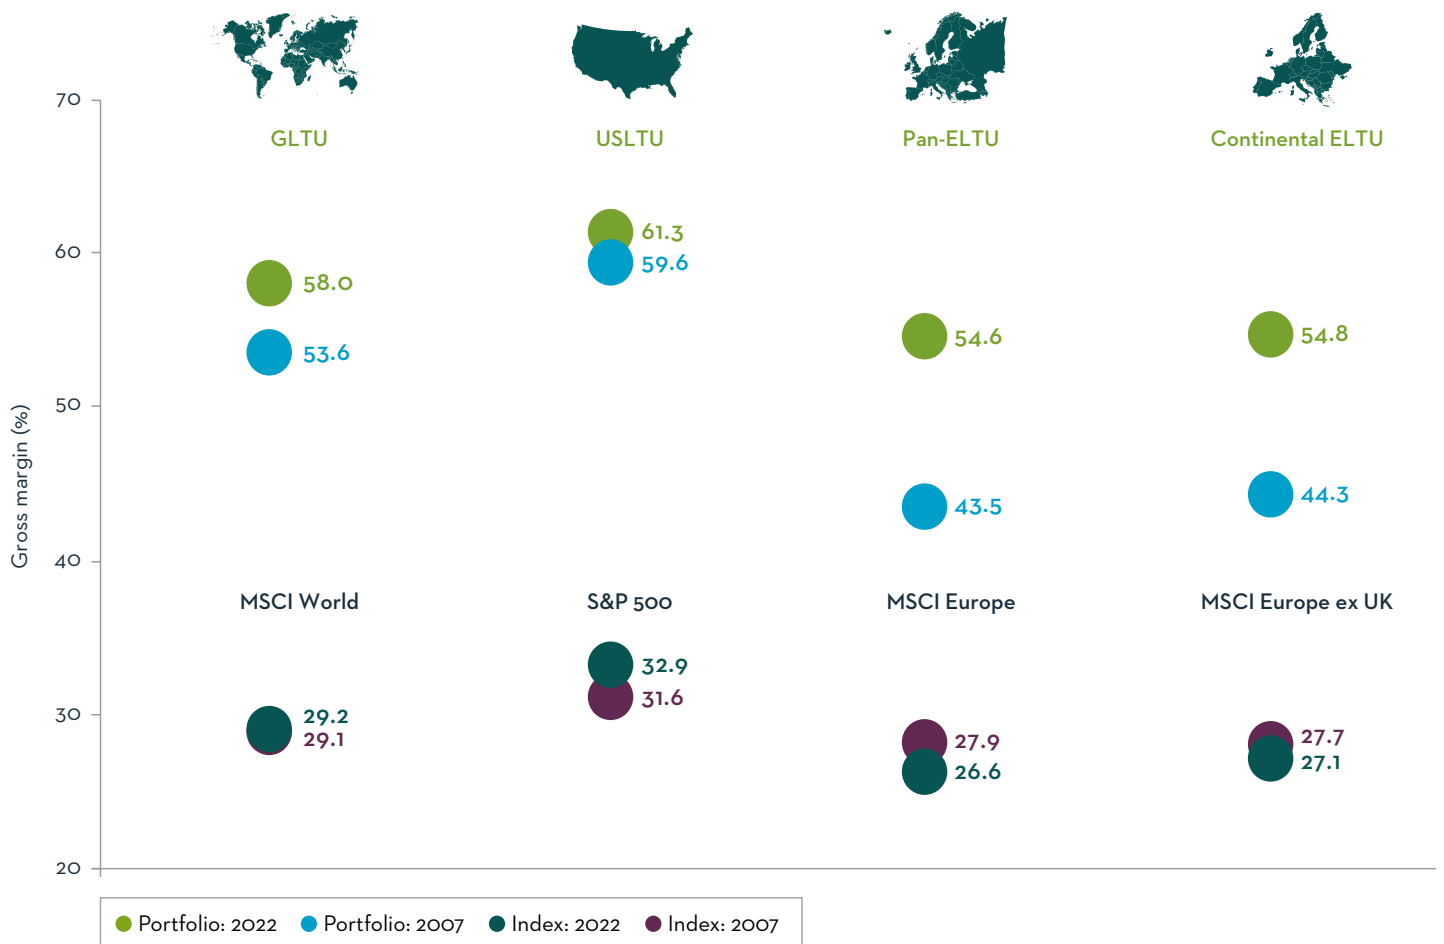 70
GLTU
USLTU
Pan-ELTU
Continental ELTU
61.3
60
59.6
58.0
54.6
54.8
53.6
50
Gross margin (%)
43.5
44.3
40
MSCI World
S&P 500
MSCI Europe
MSCI Europe ex UK
32.9
31.6
30
29.2
29.1
27.9
26.6
27.7
27.1
20
Portfolio: 2022 Portfolio: 2007 Index: 2022 Index: 2007